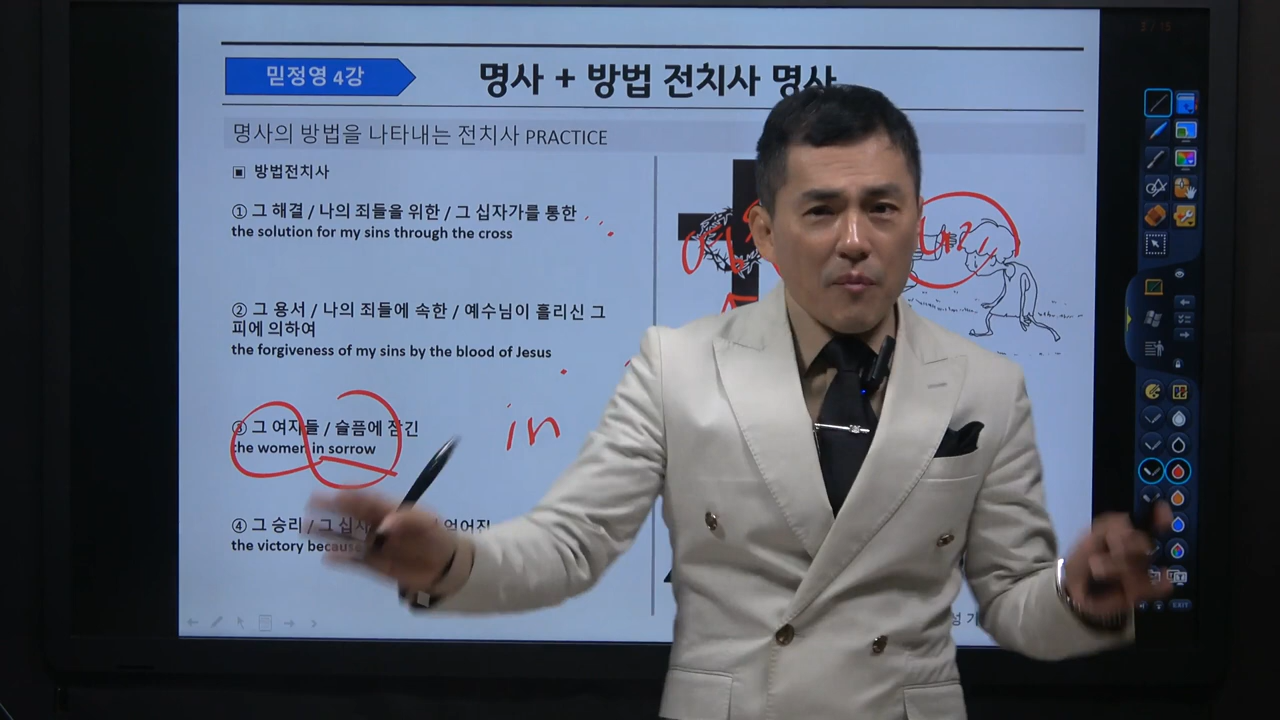 3 / 15
믿정영 4강
명사 + 방법 전치사 명사
명사의 방법을 나타내는 전치사 PRACTICE
▣ 방법전치사
① 그 해결 / 나의 죄들을 위한 / 그 십자가를 통한
the solution for my sins through the cross
② 그 용서 / 나의 죄들에 속한 / 예수님이 흘리신 그
피에 의하여
the forgiveness of my sins by the blood of Jesus
③ 그 여자들 / 슬픔에 잠긴
the women in sorrow
in
④ 그 승리 / 그
the victory because
EXIT